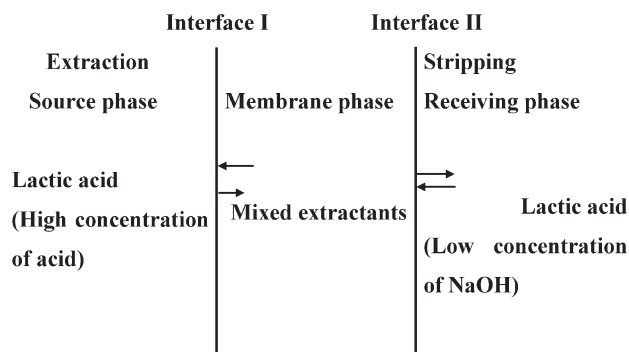 Interface I
Interface II
Extraction
Source phase
Membrane phase
Stripping
Receiving phase
Lactic acid
(High concentration
of acid)
Mixed extractants
Lactic acid
(Low concentration
of NaOH)